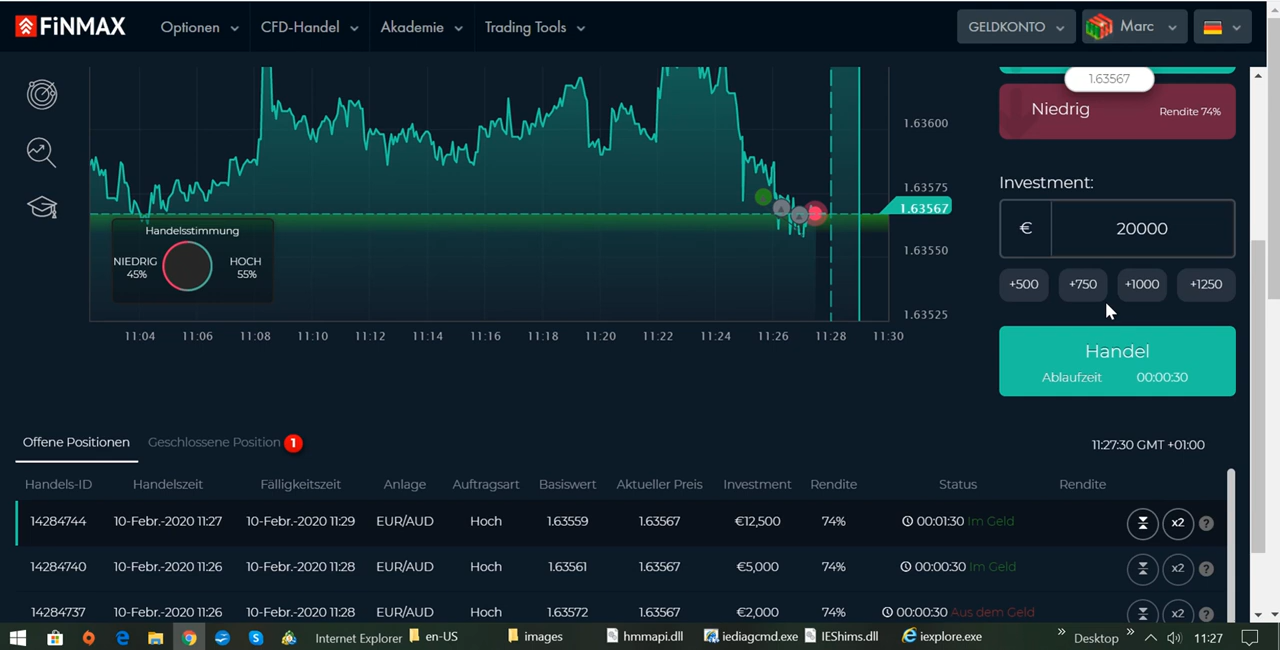 FiNMAX Optionen CFD-Handel Akademie Trading Tools GELDKONTO Marc
1.63567
Niedrig Rendite 74%
1.63600
1.63575
1.63567
1.63550
1.63525
Handelsstimmung
NIEDRIG HOCH
45% 55%
11:04 11:06 11:08 11:10 11:12 11:14 11:16 11:18 11:20 11:22 11:24 11:26 11:28 11:30
Investment:
€ 20000
+500 +750 +1000 +1250
Handel
Ablaufzeit 00:00:30
Offene Positionen Geschlossene Position 1 11:27:30 GMT +01:00
Handels-ID Handelszeit Fälligkeitszeit Anlage Auftragsart Basiswert Aktueller Preis Investment Rendite Status Rendite
14284744 10-Febr.-2020 11:27 10-Febr.-2020 11:29 EUR/AUD Hoch 1.63559 1.63567 €12,500 74% 00:01:30 Im Geld x2 ?
14284740 10-Febr.-2020 11:26 10-Febr.-2020 11:28 EUR/AUD Hoch 1.63561 1.63567 €5,000 74% 00:00:30 Im Geld x2 ?
14284737 10-Febr.-2020 11:26 10-Febr.-2020 11:28 EUR/AUD Hoch 1.63572 1.63567 €2,000 74% 00:00:30 Aus dem Geld x2 ?
Internet Explorer en-US images hmmapi.dll iediagcmd.exe IEShims.dll iexplore.exe Desktop 11:27